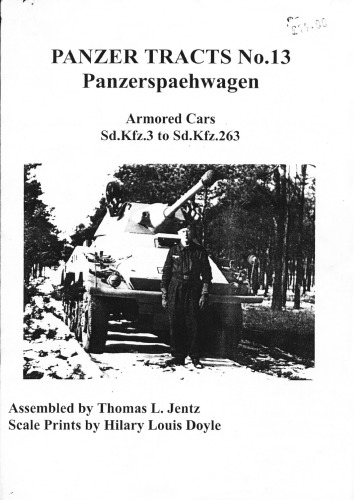 PANZER TRACTS No.13
Panzerspaehwagen
Armored Cars
Sd.Kfz.3 to Sd.Kfz.263
Assembled by Thomas L. Jentz
Scale Prints by Hilary Louis Doyle